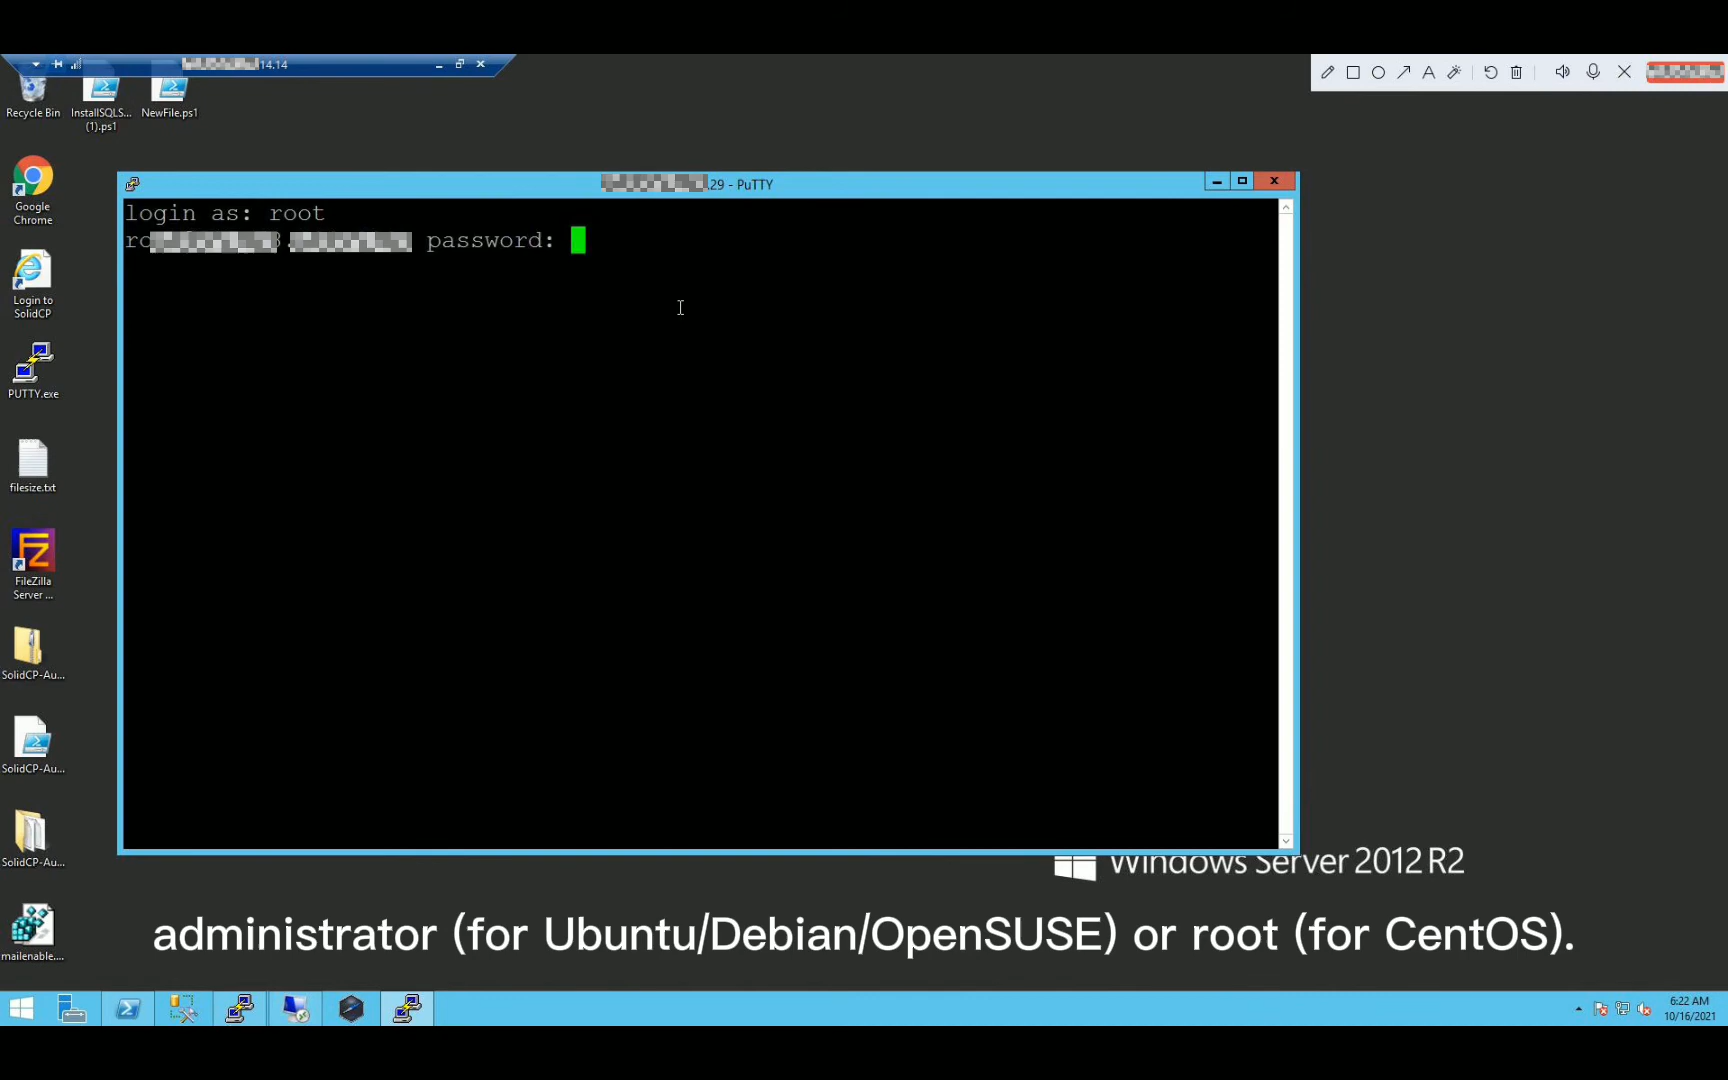 14.14
Recycle Bin
InstallSQLS...
(1).ps1
NewFile.ps1
Google
Chrome
Login to
SolidCP
PUTTY.exe
filesize.txt
FileZilla
Server ...
SolidCP-Au...
SolidCP-Au...
SolidCP-Au...
mailenable....
.29 - PuTTY
login as: root
password:
Windows Server 2012 R2
administrator (for Ubuntu/Debian/OpenSUSE) or root (for CentOS).
6:22 AM
10/16/2021